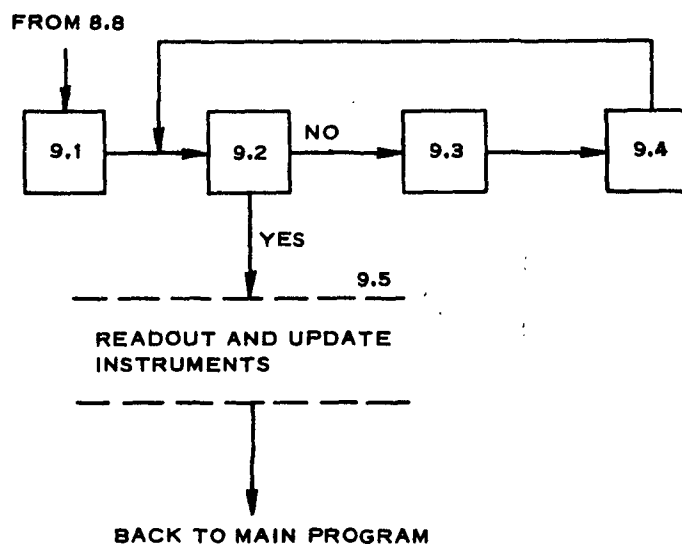 FROM 8.8
9.1
9.2
NO
9.3
9.4
YES
9.5
READOUT AND UPDATE
INSTRUMENTS
BACK TO MAIN PROGRAM